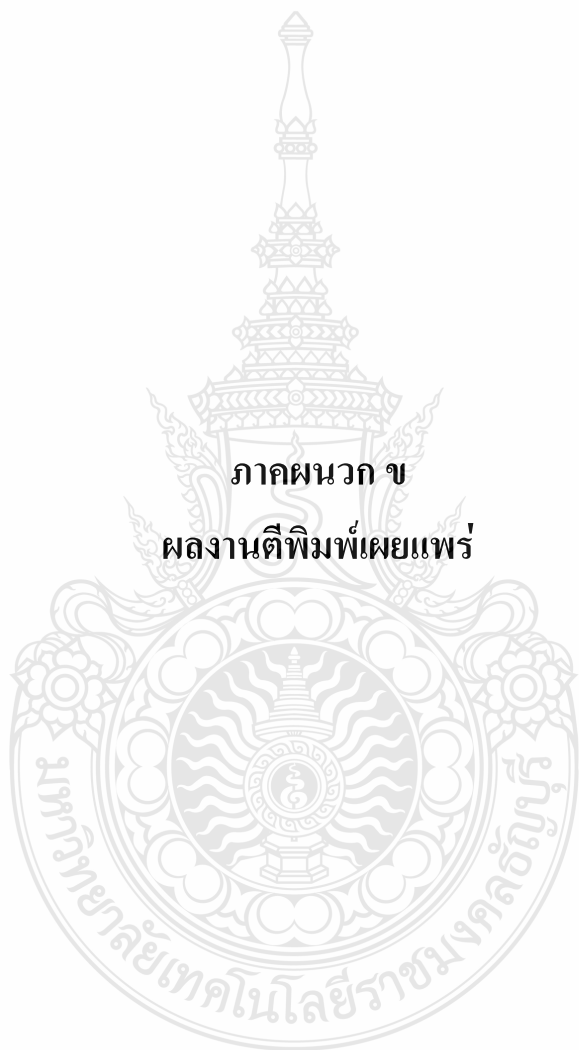 ภาคผนวก ข
ผลงานตีพิมพ์เผยแพร่
มหาวิทยาลัยเทคโนโลยีราชมงคลธัญบุรี